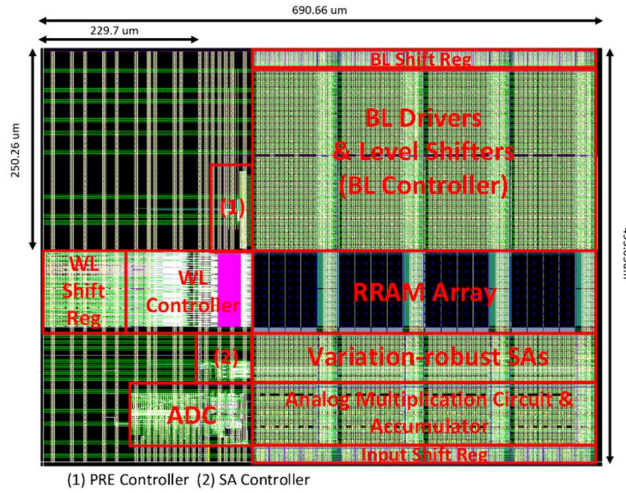 690.66 um
229.7 um
250.26 um
BL Shift Reg
BL Drivers
& Level Shifters
(BL Controller)
(1)
WL
Shift
Reg
WL
Controller
RRAM Array
(2)
Variation-robust SAs
ADC
Analog Multiplication Circuit &
Accumulator
Input Shift Reg
(1) PRE Controller (2) SA Controller